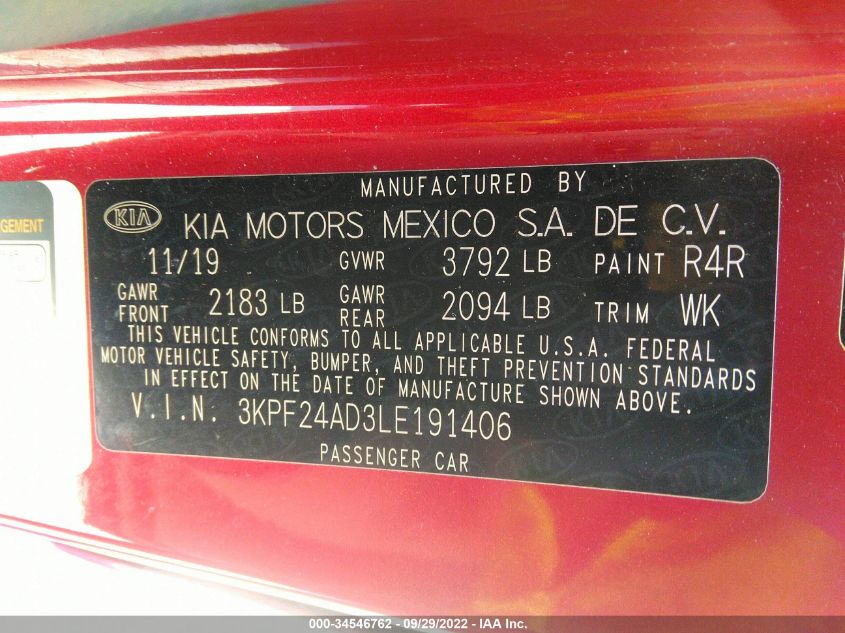 MANUFACTURED BY
KIA KIA MOTORS MEXICO S.A. DE C.V.
11/19 GVWR 3792 LB PAINT R4R
GAWR FRONT 2183 LB GAWR REAR 2094 LB TRIM WK
THIS VEHICLE CONFORMS TO ALL APPLICABLE U.S.A. FEDERAL
MOTOR VEHICLE SAFETY, BUMPER, AND THEFT PREVENTION STANDARDS
IN EFFECT ON THE DATE OF MANUFACTURE SHOWN ABOVE.
V.I.N. 3KPF24AD3LE191406
PASSENGER CAR
000-34546762 - 09/29/2022 - IAA Inc.